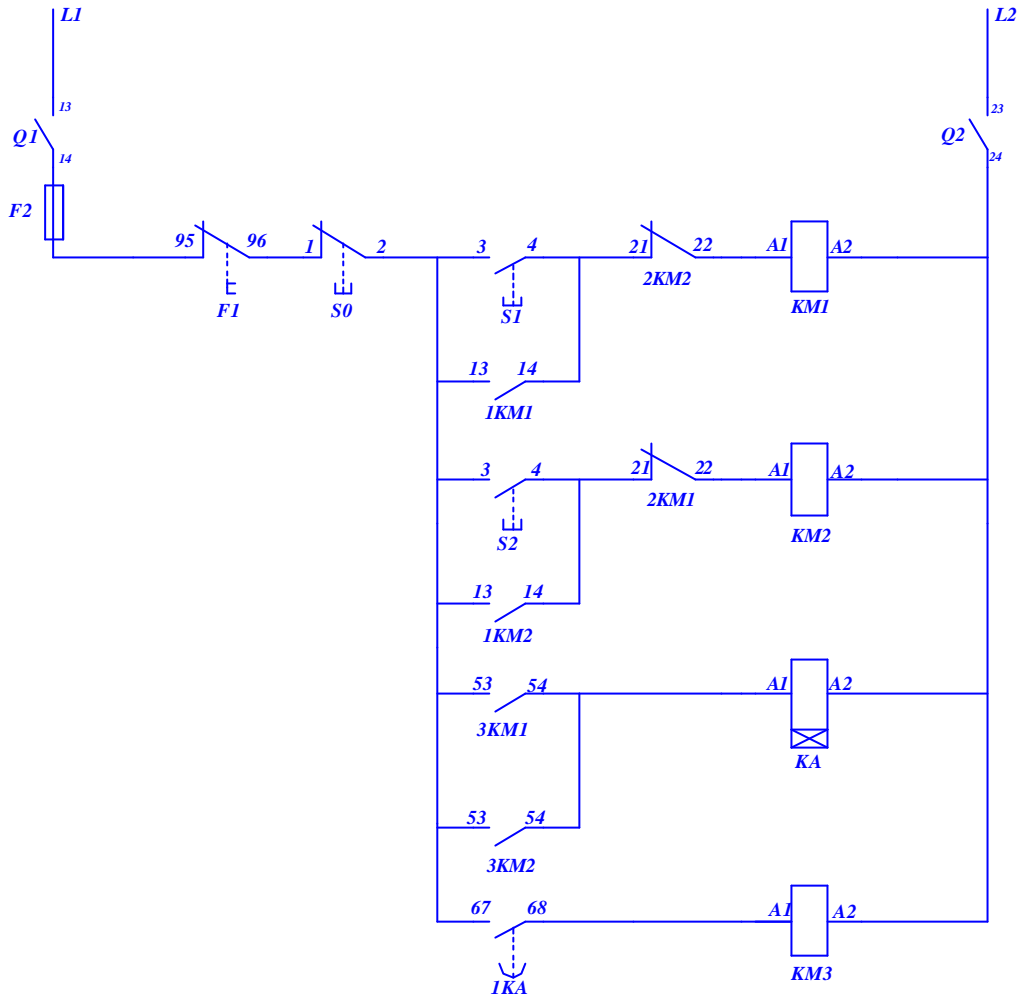 L1 L2
13 23
Q1 Q2
14 24
F2
95 96 1 2 3 4 21 22 A1 A2
F1 S0 S1 2KM2 KM1
13 14
1KM1
3 4 21 22 A1 A2
S2 2KM1 KM2
13 14
1KM2
53 54 A1 A2
3KM1 KA
53 54
3KM2
67 68 A1 A2
1KA KM3